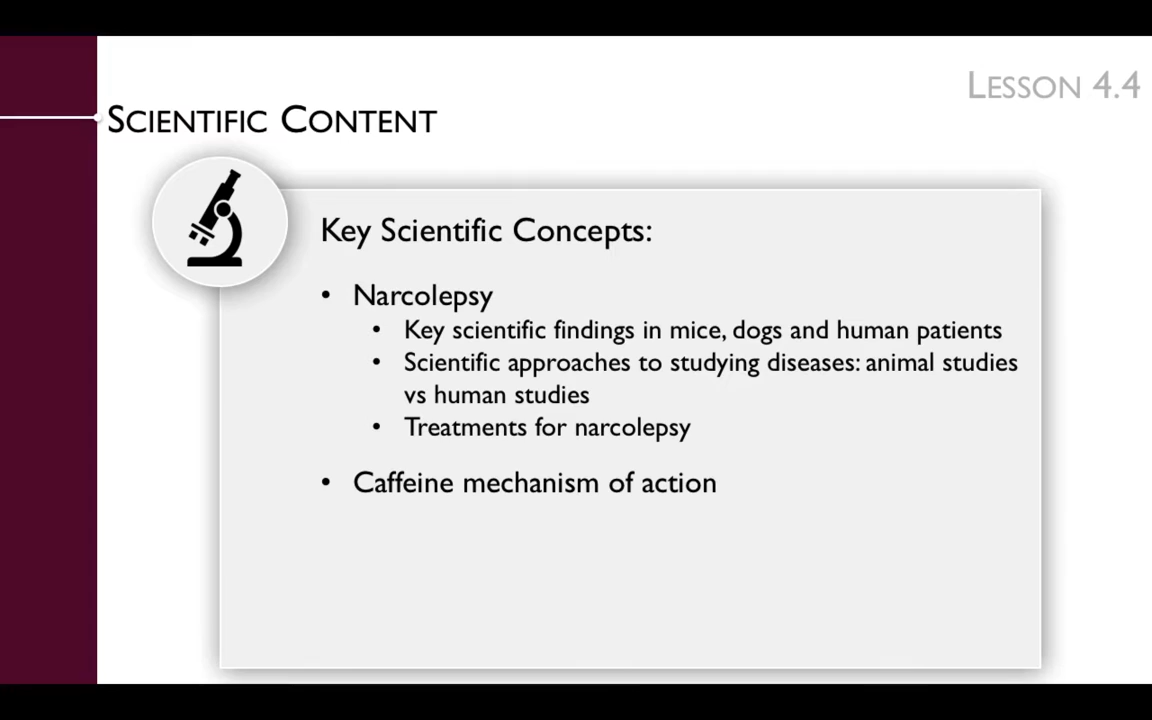 LESSON 4.4
SCIENTIFIC CONTENT
Key Scientific Concepts:
• Narcolepsy
• Key scientific findings in mice, dogs and human patients
• Scientific approaches to studying diseases: animal studies
vs human studies
• Treatments for narcolepsy
• Caffeine mechanism of action